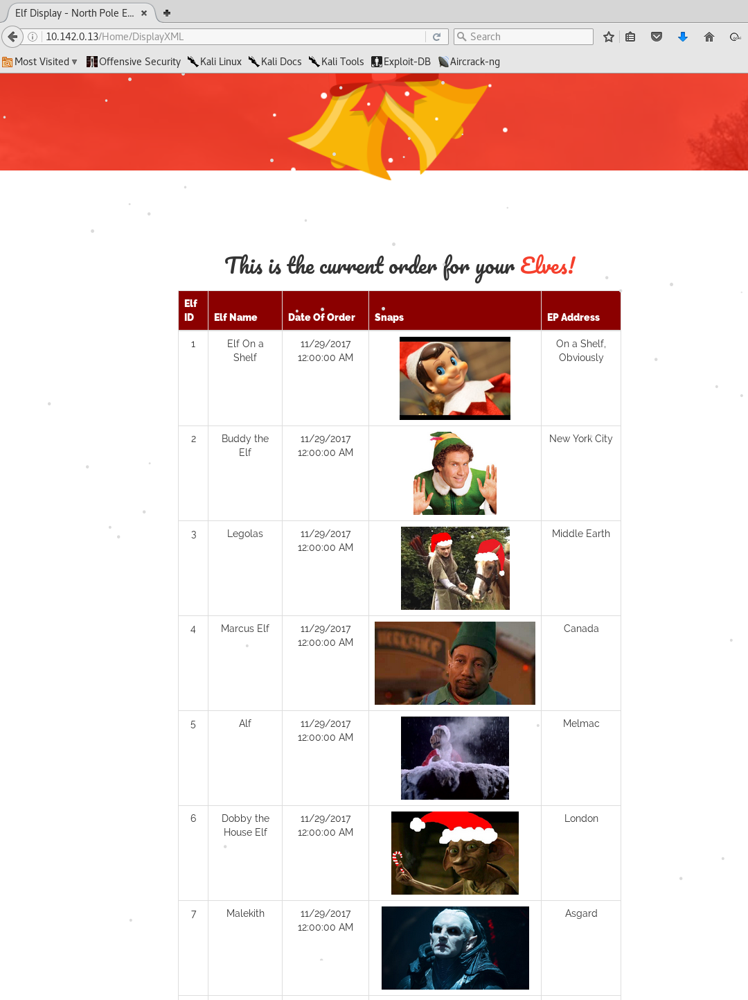 Elf Display - North Pole E...
10.142.0.13/Home/DisplayXML
Search
Most Visited
Offensive Security
Kali Linux
Kali Docs
Kali Tools
Exploit-DB
Aircrack-ng
This is the current order for your Elves!
Elf ID
Elf Name
Date Of Order
Snaps
EP Address
1
Elf On a
Shelf
11/29/2017
12:00:00 AM
On a Shelf,
Obviously
2
Buddy the
Elf
11/29/2017
12:00:00 AM
New York City
3
Legolas
11/29/2017
12:00:00 AM
Middle Earth
4
Marcus Elf
11/29/2017
12:00:00 AM
Canada
5
Alf
11/29/2017
12:00:00 AM
Melmac
6
Dobby the
House Elf
11/29/2017
12:00:00 AM
London
7
Malekith
11/29/2017
12:00:00 AM
Asgard